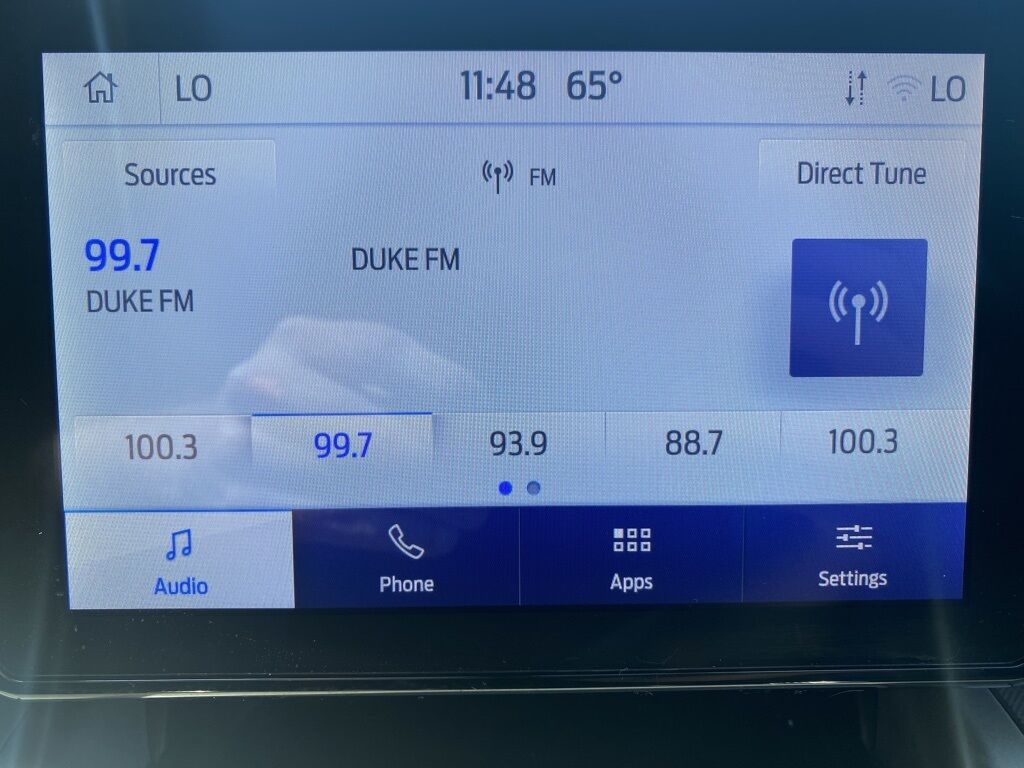 LO 11:48 65° LO
Sources FM Direct Tune
99.7 DUKE FM
DUKE FM
100.3 99.7 93.9 88.7 100.3
Audio Phone Apps Settings